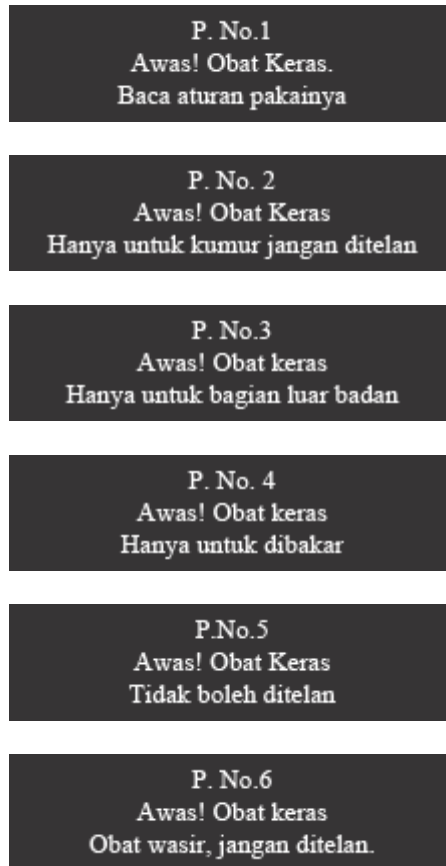 P. No.1
Awas! Obat Keras.
Baca aturan pakainya
P. No. 2
Awas! Obat Keras
Hanya untuk kumur jangan ditelan
P. No.3
Awas! Obat keras
Hanya untuk bagian luar badan
P. No. 4
Awas! Obat keras
Hanya untuk dibakar
P.No.5
Awas! Obat Keras
Tidak boleh ditelan
P. No.6
Awas! Obat keras
Obat wasir, jangan ditelan.